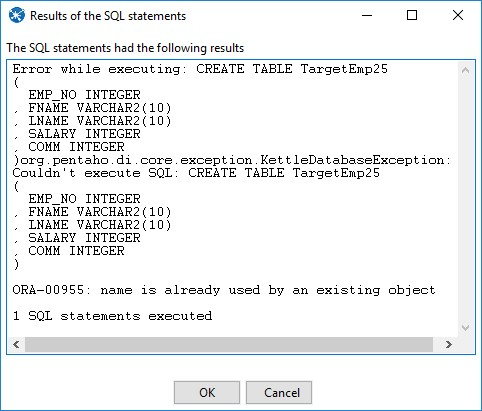 Results of the SQL statements
The SQL statements had the following results
Error while executing: CREATE TABLE TargetEmp25
(
  EMP_NO INTEGER
, FNAME VARCHAR2(10)
, LNAME VARCHAR2(10)
, SALARY INTEGER
, COMM INTEGER
)org.pentaho.di.core.exception.KettleDatabaseException:
Couldn't execute SQL: CREATE TABLE TargetEmp25
(
  EMP_NO INTEGER
, FNAME VARCHAR2(10)
, LNAME VARCHAR2(10)
, SALARY INTEGER
, COMM INTEGER
)
ORA-00955: name is already used by an existing object
1 SQL statements executed
OK
Cancel